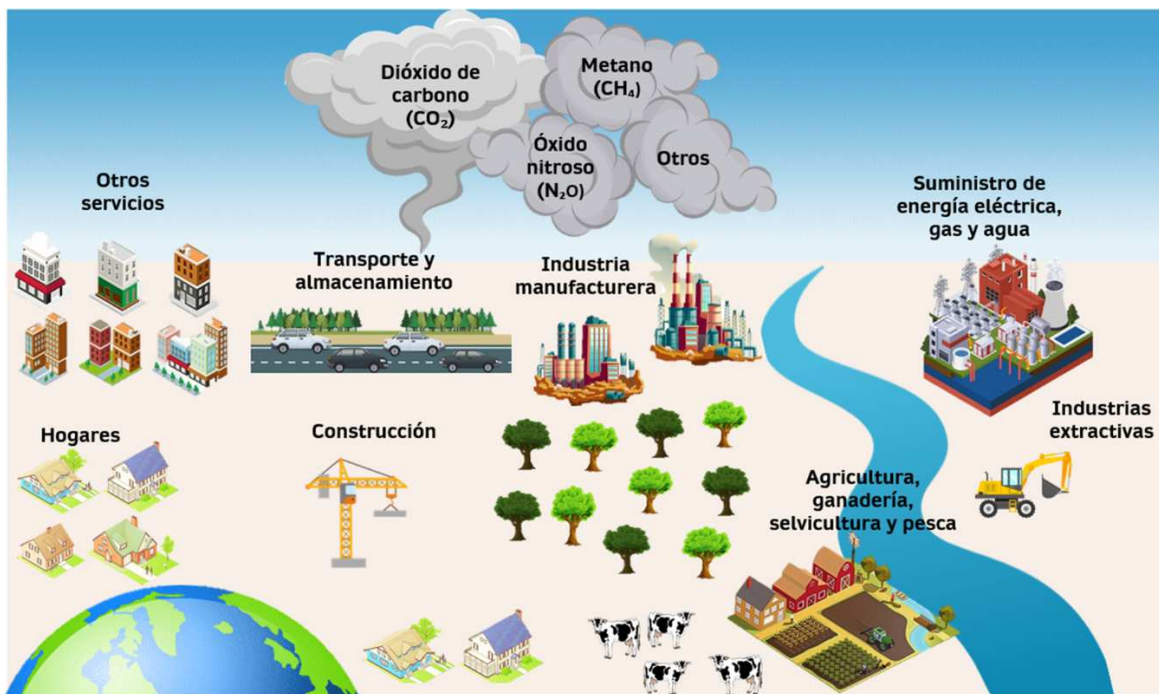 Dióxido de
carbono
(CO₂)
Metano
(CH₄)
Óxido
nitroso
(N₂O)
Otros
Otros
servicios
Transporte y
almacenamiento
Industria
manufacturera
Suministro de
energía eléctrica,
gas y agua
Hogares
Construcción
Industrias
extractivas
Agricultura,
ganadería,
selvicultura y pesca